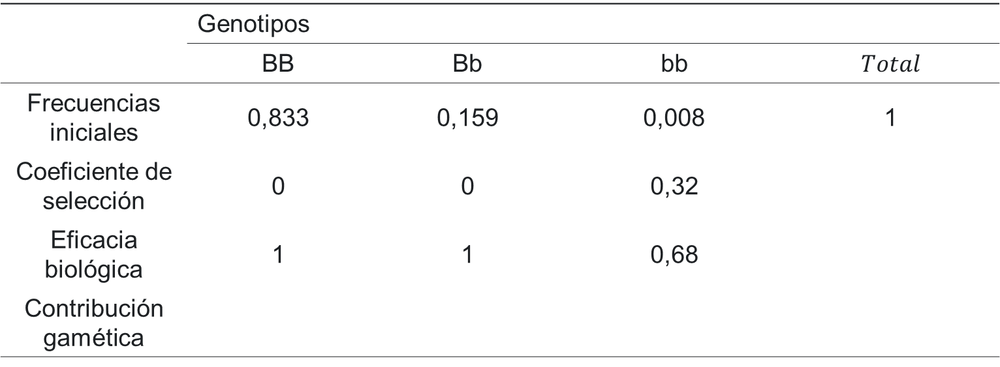 Genotipos
BB Bb bb Total
Frecuencias
iniciales
0,833 0,159 0,008 1
Coeficiente de
selección
0 0 0,32
Eficacia
biológica
1 1 0,68
Contribución
gamética